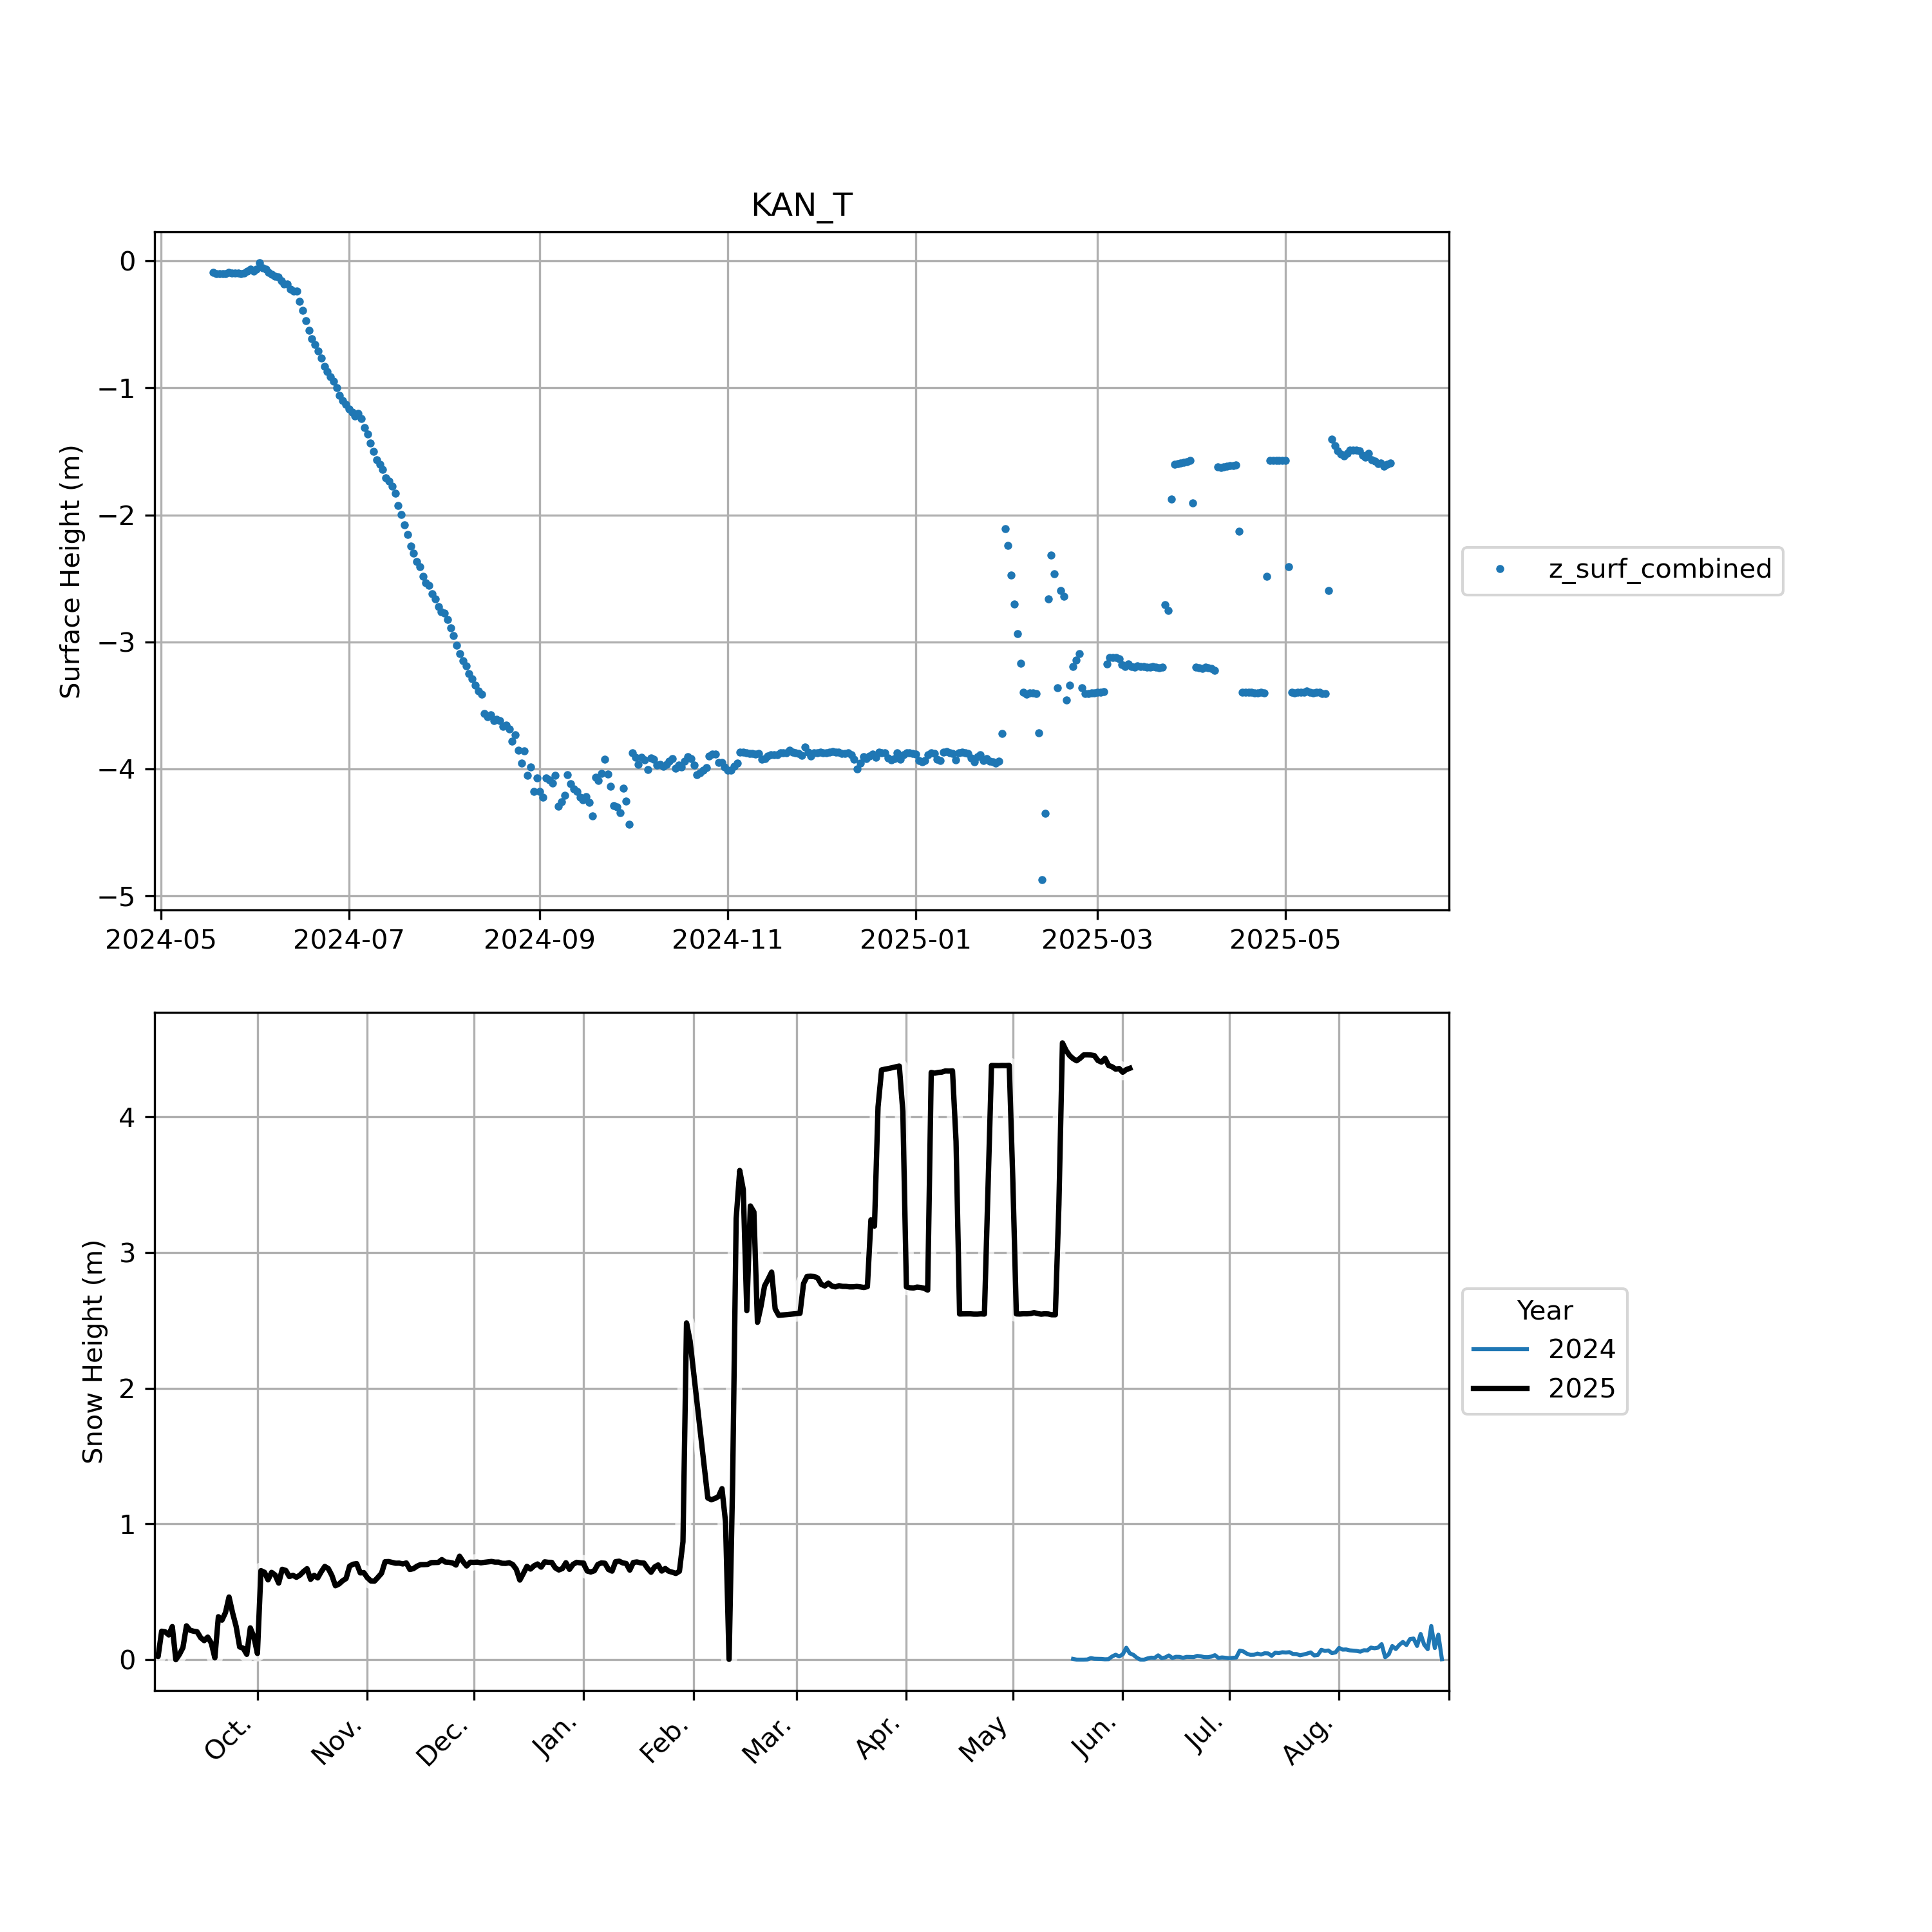 KAN_T
Surface Height (m)
0
−1
−2
−3
−4
−5
2024-05 2024-07 2024-09 2024-11 2025-01 2025-03 2025-05
z_surf_combined
Snow Height (m)
4
3
2
1
0
Oct. Nov. Dec. Jan. Feb. Mar. Apr. May Jun. Jul. Aug.
Year
2024
2025